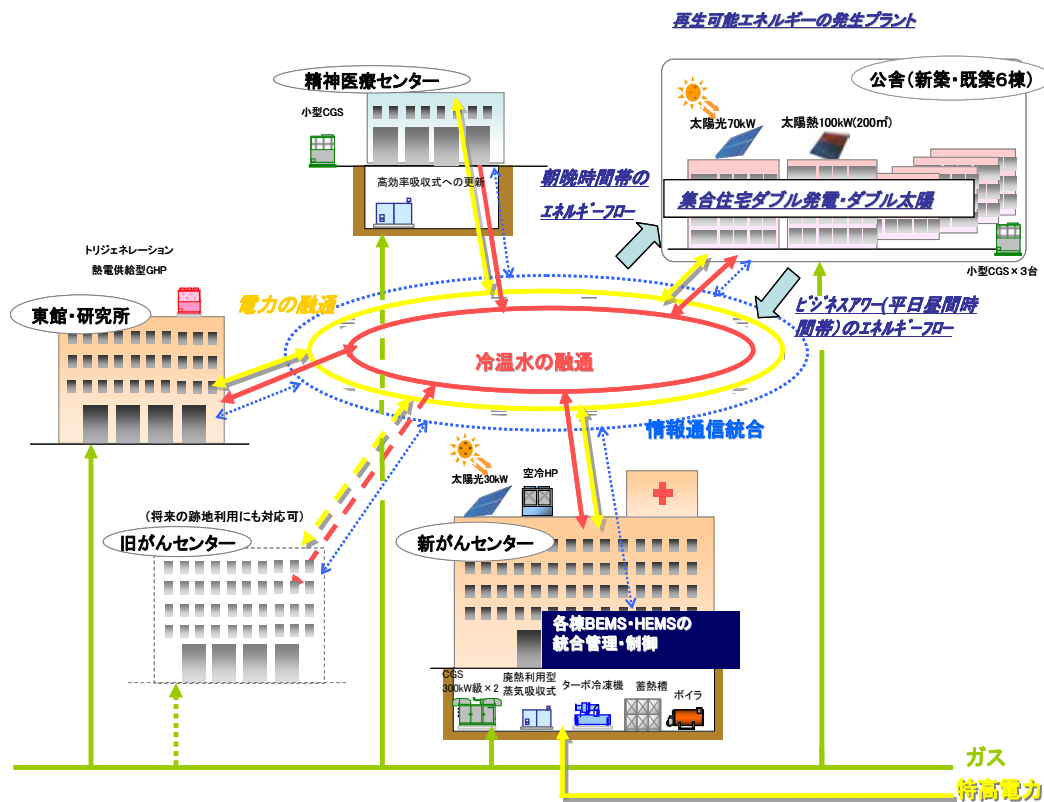 再生可能エネルギーの発生プラント
精神医療センター
公舎(新築・既築6棟)
小型CGS
太陽光70kW
太陽熱100kW(200㎡)
高効率吸収式への更新
朝晩時間帯の
エネルギーフロー
集合住宅ダブル発電・ダブル太陽
トリジェネレーション
熱電供給型GHP
小型CGS×3台
東館・研究所
電力の融通
ビジネスアワー(平日昼間時
間帯)のエネルギーフロー
冷温水の融通
情報通信統合
太陽光30kW
空冷HP
(将来の跡地利用にも対応可)
旧がんセンター
新がんセンター
各棟BEMS・HEMSの
統合管理・制御
CGS
300kW級×2
廃熱利用型
蒸気吸収式
ターボ冷凍機
蓄熱槽
ボイラ
ガス
特高電力